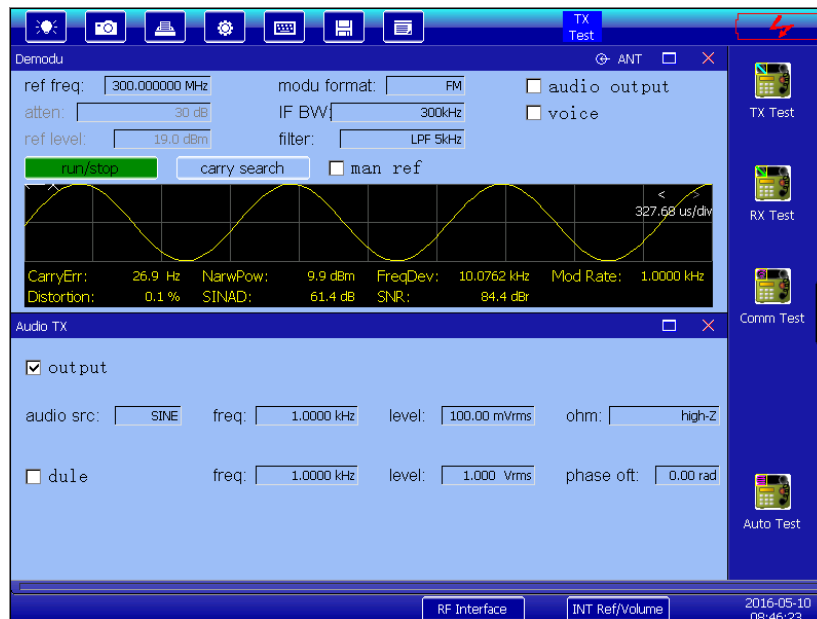 TX
Test
Demodu
ANT
ref freq: 300.000000 MHz modu format: FM audio output
atten: 30 dB IF BW: 300kHz voice
ref level: 19.0 dBm filter: LPF 5kHz
run/stop carry search man ref
< >
327.68 us/div
CarryErr: 26.9 Hz NarwPow: 9.9 dBm FreqDev: 10.0762 kHz Mod Rate: 1.0000 kHz
Distortion: 0.1 % SINAD: 61.4 dB SNR: 84.4 dBr
Audio TX
output
audio src: SINE freq: 1.0000 kHz level: 100.00 mVrms ohm: high-Z
dule freq: 1.0000 kHz level: 1.000 Vrms phase oft: 0.00 rad
TX Test
RX Test
Comm Test
Auto Test
RF Interface INT Ref/Volume
2016-05-10
08:46:23